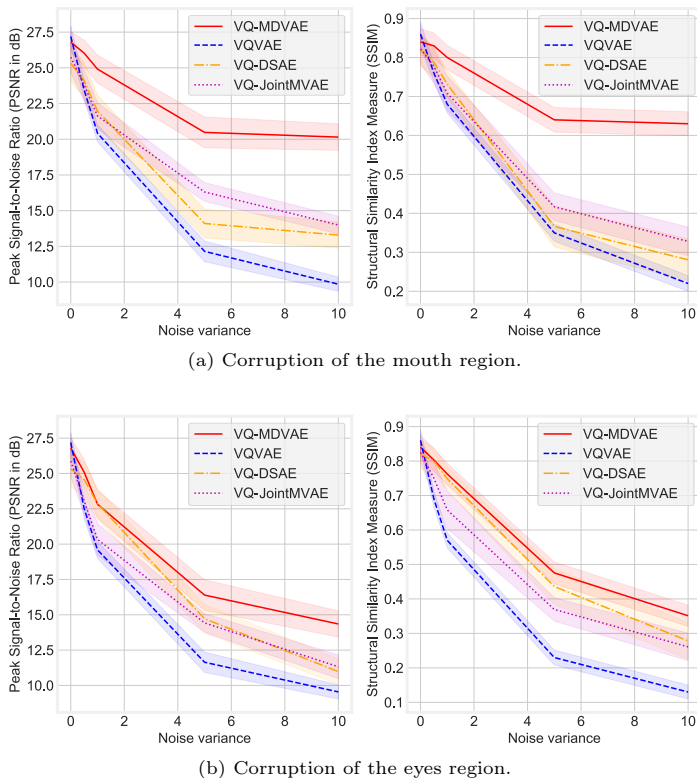 Peak Signal-to-Noise Ratio (PSNR in dB)
27.5
25.0
22.5
20.0
17.5
15.0
12.5
10.0
VQ-MDVAE
VQVAE
VQ-DSAE
VQ-JointMVAE
0 2 4 6 8 10
Noise variance
Structural Similarity Index Measure (SSIM)
0.9
0.8
0.7
0.6
0.5
0.4
0.3
0.2
VQ-MDVAE
VQVAE
VQ-DSAE
VQ-JointMVAE
0 2 4 6 8 10
Noise variance
(a) Corruption of the mouth region.
Peak Signal-to-Noise Ratio (PSNR in dB)
27.5
25.0
22.5
20.0
17.5
15.0
12.5
10.0
VQ-MDVAE
VQVAE
VQ-DSAE
VQ-JointMVAE
0 2 4 6 8 10
Noise variance
Structural Similarity Index Measure (SSIM)
0.9
0.8
0.7
0.6
0.5
0.4
0.3
0.2
0.1
VQ-MDVAE
VQVAE
VQ-DSAE
VQ-JointMVAE
0 2 4 6 8 10
Noise variance
(b) Corruption of the eyes region.